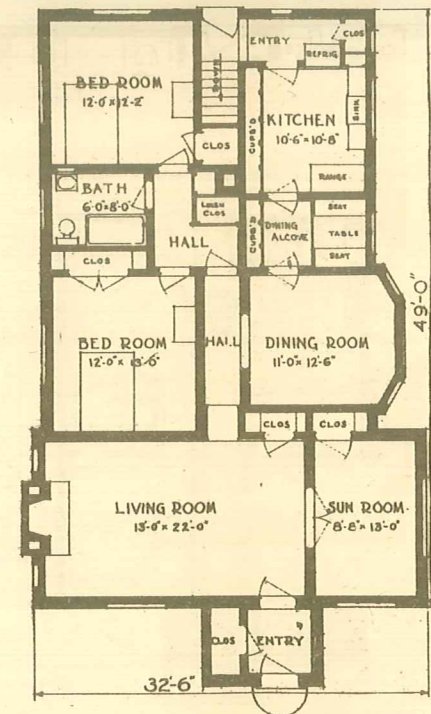 ENTRY
CLOS
REFRIG
BED ROOM
12'-0" x 12'-2"
DOWN
CUPB'D
KITCHEN
10'-6" x 10'-8"
SINK
CLOS
RANGE
BATH
6'-0" x 8'-0"
LINEN
CLOS
HALL
CUPB'D
DINING
ALCOVE
SEAT
TABLE
SEAT
CLOS
BED ROOM
12'-0" x 13'-0"
HALL
DINING ROOM
11'-0" x 12'-6"
49'-0"
CLOS
CLOS
LIVING ROOM
13'-0" x 22'-0"
SUN ROOM
8'-8" x 13'-0"
CLOS
ENTRY
32'-6"